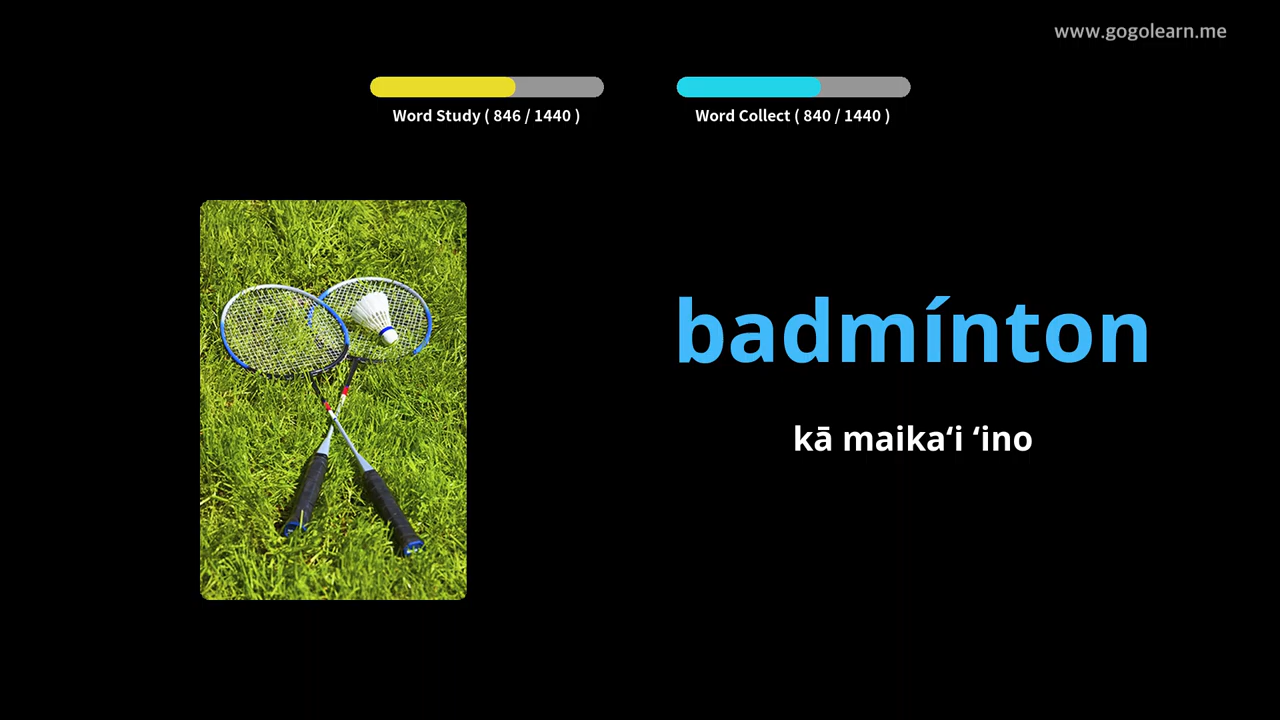 www.gogolearn.me
Word Study ( 846 / 1440 )
Word Collect ( 840 / 1440 )
badmínton
kā maikaʻi ʻino